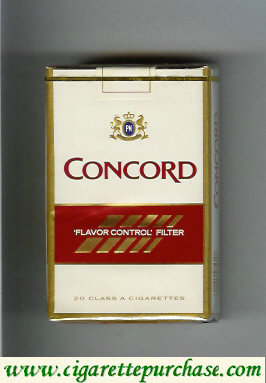 PM
CONCORD
'FLAVOR CONTROL' FILTER
20 CLASS A CIGARETTES
CONCORD
www.cigarettepurchase.com